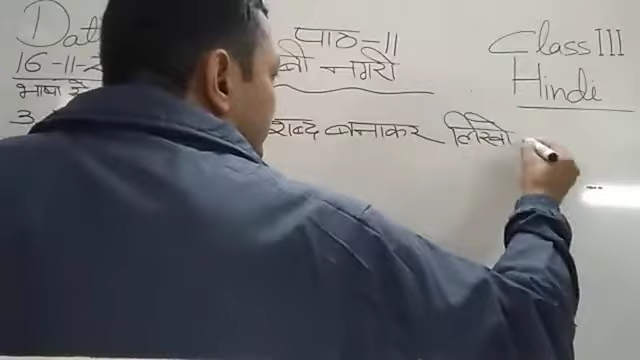 Dat
पाठ-11
Class III
16-11-2
नगरी
Hindi
भाषा
3
शब्द बनाकर लिखो